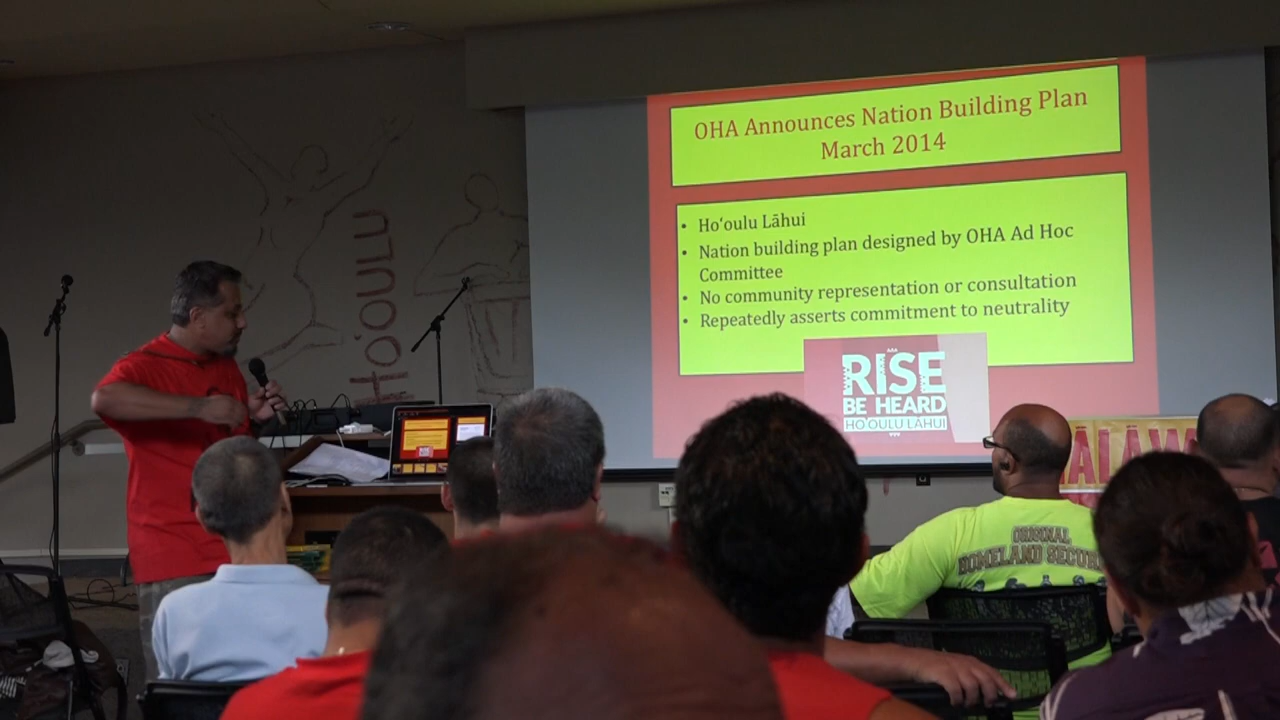 OHA Announces Nation Building Plan
March 2014
• Hoʻoulu Lāhui
• Nation building plan designed by OHA Ad Hoc
Committee
• No community representation or consultation
• Repeatedly asserts commitment to neutrality
RISE
BE HEARD
HOʻOULU LĀHUI
HOʻOULU
ORIGINAL
HOMELAND